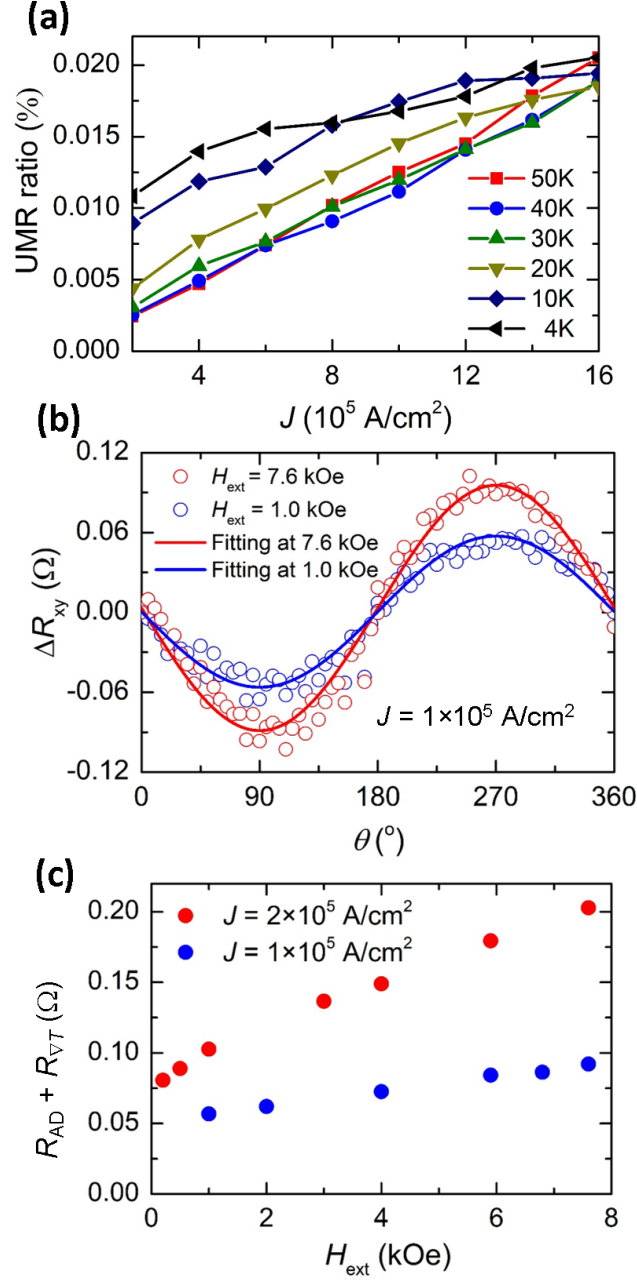 (a)
0.020
0.015
0.010
0.005
0.000
UMR ratio (%)
50K
40K
30K
20K
10K
4K
4 8 12 16
J (10⁵ A/cm²)
(b)
0.12
0.06
0.00
-0.06
-0.12
ΔRxy (Ω)
Hext = 7.6 kOe
Hext = 1.0 kOe
Fitting at 7.6 kOe
Fitting at 1.0 kOe
J = 1×10⁵ A/cm²
0 90 180 270 360
θ (°)
(c)
0.20
0.15
0.10
0.05
0.00
RAD + R∇T (Ω)
J = 2×10⁵ A/cm²
J = 1×10⁵ A/cm²
0 2 4 6 8
Hext (kOe)